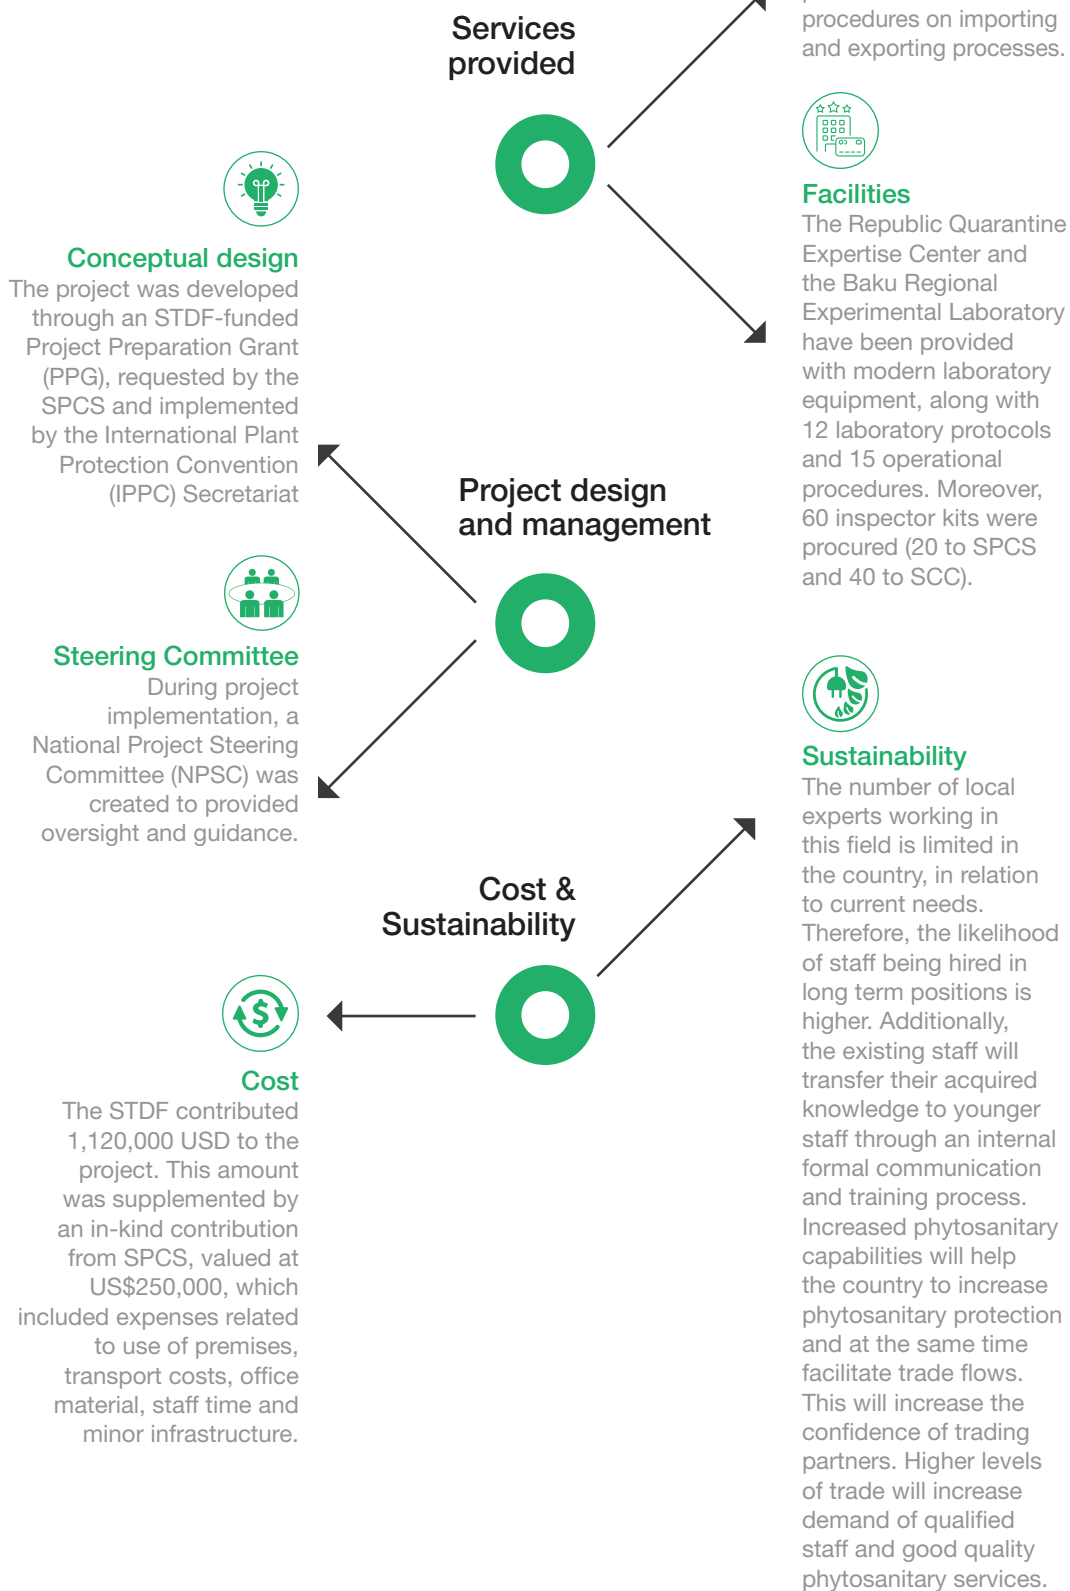 Services
provided
procedures on importing
and exporting processes.
Facilities
The Republic Quarantine
Expertise Center and
the Baku Regional
Experimental Laboratory
have been provided
with modern laboratory
equipment, along with
12 laboratory protocols
and 15 operational
procedures. Moreover,
60 inspector kits were
procured (20 to SPCS
and 40 to SCC).
Conceptual design
The project was developed
through an STDF-funded
Project Preparation Grant
(PPG), requested by the
SPCS and implemented
by the International Plant
Protection Convention
(IPPC) Secretariat
Project design
and management
Steering Committee
During project
implementation, a
National Project Steering
Committee (NPSC) was
created to provided
oversight and guidance.
Cost &
Sustainability
Sustainability
The number of local
experts working in
this field is limited in
the country, in relation
to current needs.
Therefore, the likelihood
of staff being hired in
long term positions is
higher. Additionally,
the existing staff will
transfer their acquired
knowledge to younger
staff through an internal
formal communication
and training process.
Increased phytosanitary
capabilities will help
the country to increase
phytosanitary protection
and at the same time
facilitate trade flows.
This will increase the
confidence of trading
partners. Higher levels
of trade will increase
demand of qualified
staff and good quality
phytosanitary services.
Cost
The STDF contributed
1,120,000 USD to the
project. This amount
was supplemented by
an in-kind contribution
from SPCS, valued at
US$250,000, which
included expenses related
to use of premises,
transport costs, office
material, staff time and
minor infrastructure.